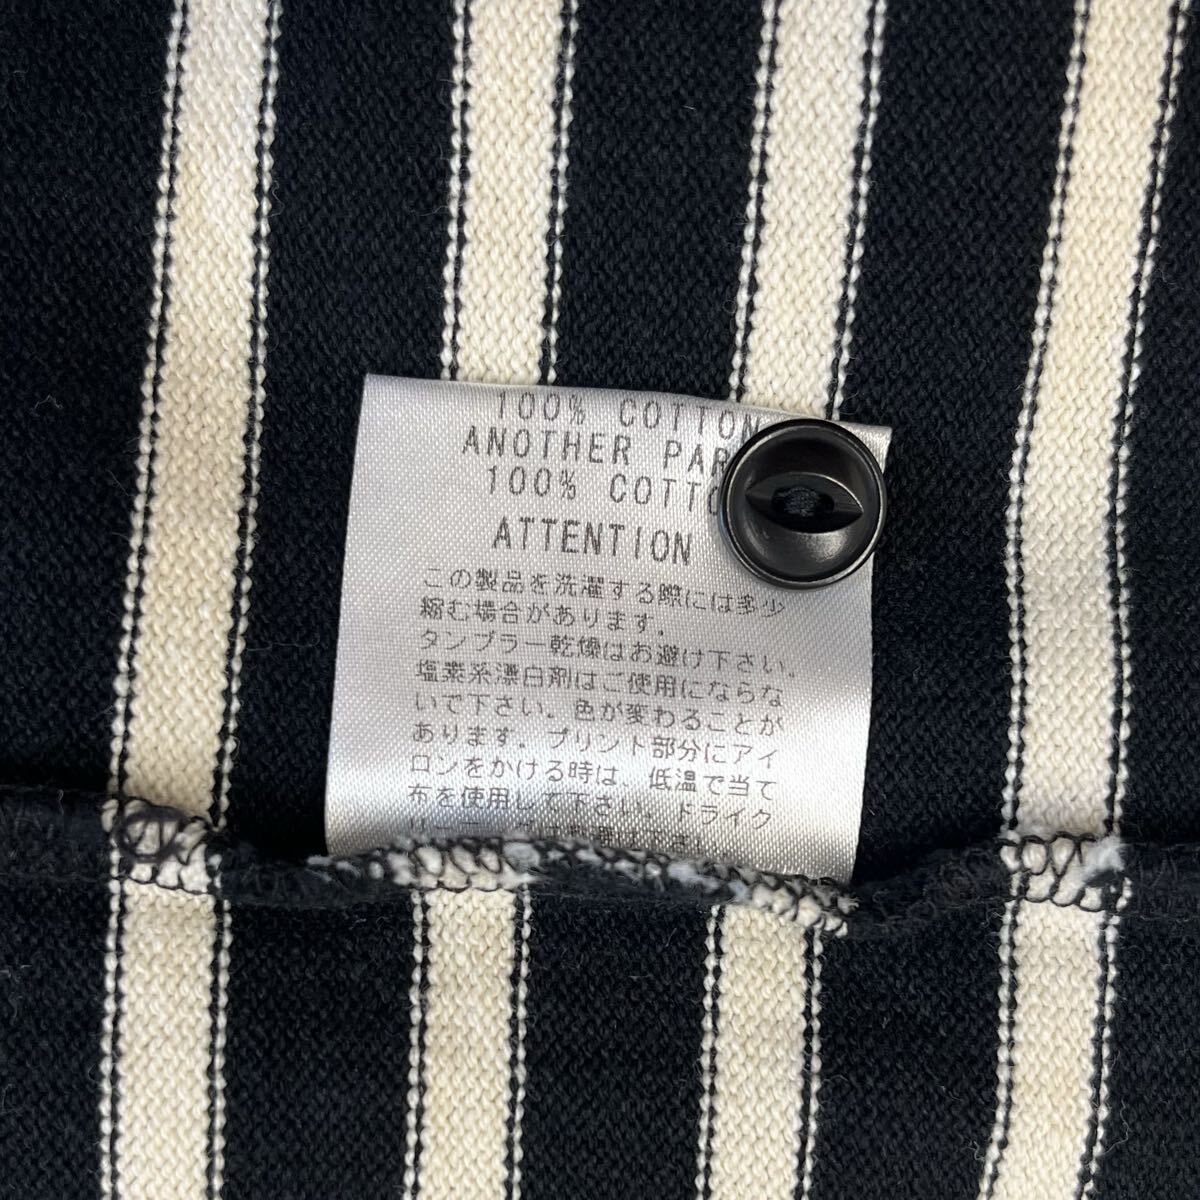 100% COTTON
ANOTHER
100%
ATTENTION
この製品を洗濯する際には多少
縮む場合があります.
タンブラー乾燥はお避け下さい.
塩素系漂白剤はご使用にならな
いで下さい.色が変わることが
あります.プリント部分にアイ
ロンをかける時は、低温で当て
布を使用して下さい.ドライク